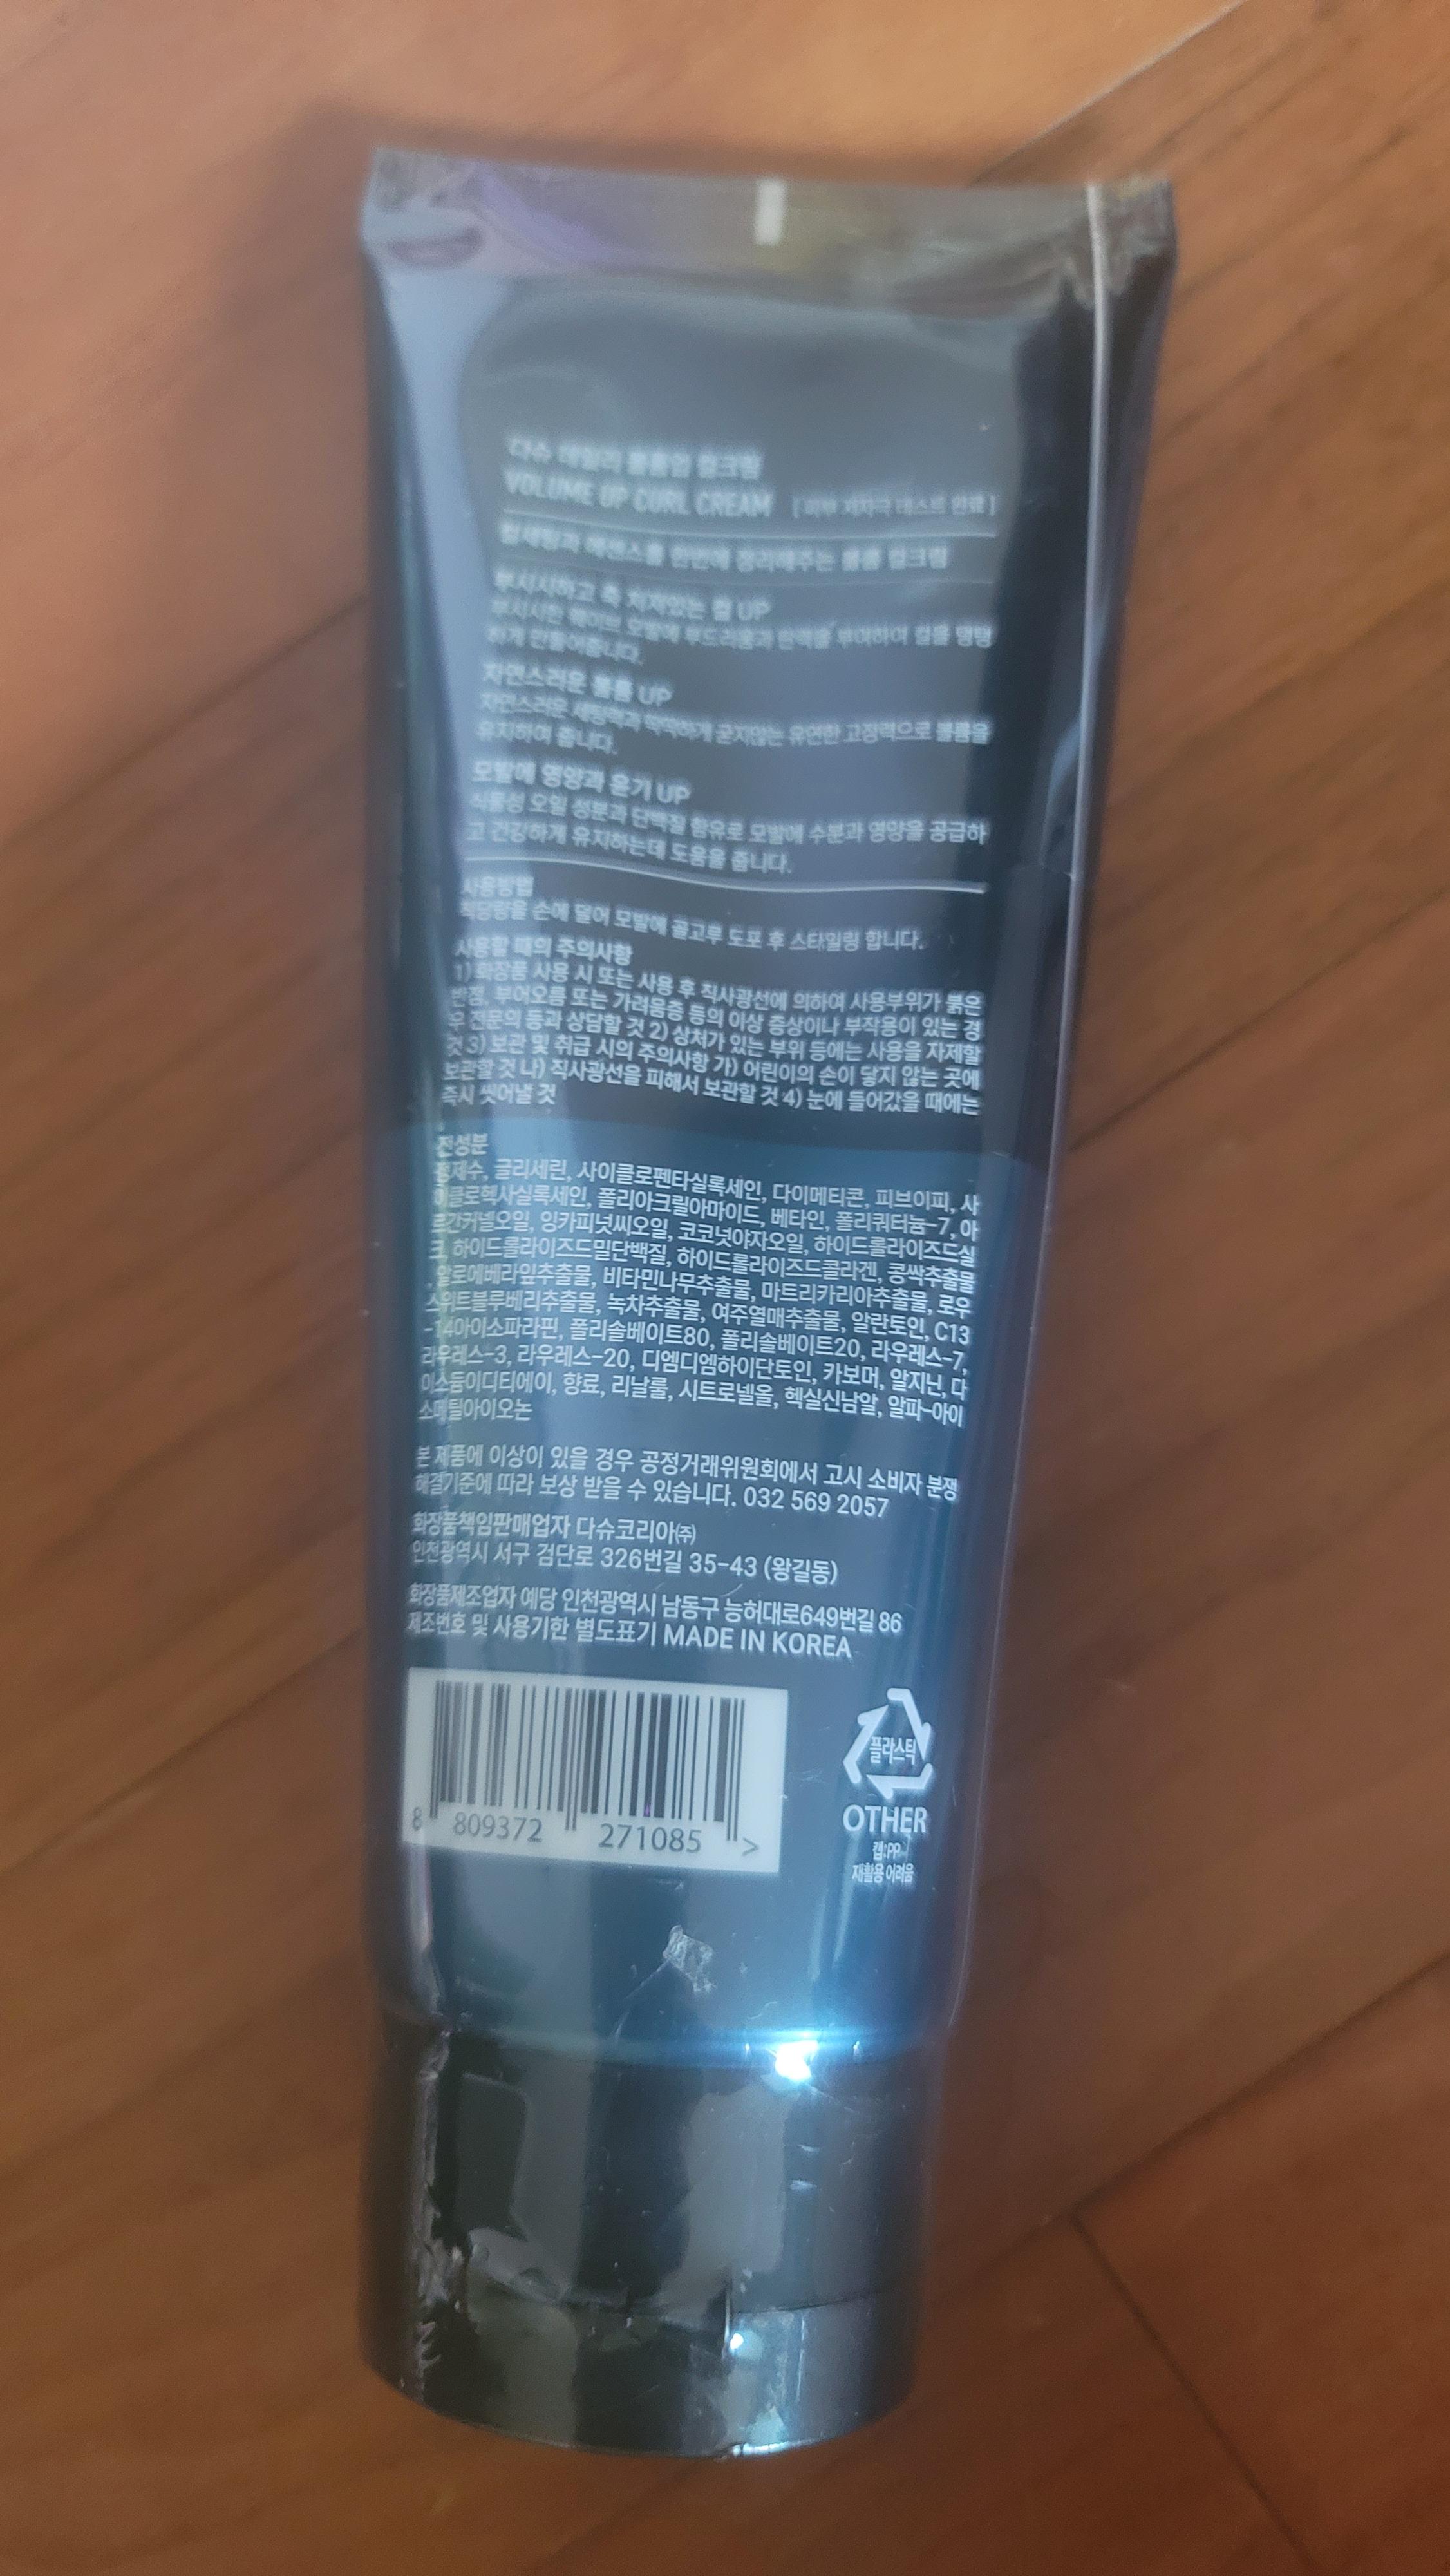 다슈 데일리 볼륨업 컬크림
VOLUME UP CURL CREAM [ 피부 저자극 테스트 완료 ]
컬세팅과 에센스를 한번에 정리해주는 볼륨 컬크림
부시시하고 축 쳐져있는 컬 UP
부시시한 웨이브 모발에 부드러움과 탄력을 부여하여 컬을 탱탱
하게 만들어줍니다.
자연스러운 볼륨 UP
자연스러운 세팅력과 딱딱하게 굳지않는 유연한 고정력으로 볼륨을
유지하여 줍니다.
모발에 영양과 윤기 UP
식물성 오일 성분과 단백질 함유로 모발에 수분과 영양을 공급하
고 건강하게 유지하는데 도움을 줍니다.
사용방법
적당량을 손에 덜어 모발에 골고루 도포 후 스타일링 합니다.
사용할 때의 주의사항
1) 화장품 사용 시 또는 사용 후 직사광선에 의하여 사용부위가 붉은
반점, 부어오름 또는 가려움증 등의 이상 증상이나 부작용이 있는 경
우 전문의 등과 상담할 것 2) 상처가 있는 부위 등에는 사용을 자제할
것 3) 보관 및 취급 시의 주의사항 가) 어린이의 손이 닿지 않는 곳에
보관할 것 나) 직사광선을 피해서 보관할 것 4) 눈에 들어갔을 때에는
즉시 씻어낼 것
전성분
정제수, 글리세린, 사이클로펜타실록세인, 다이메티콘, 피브이피, 사
이클로헥사실록세인, 폴리아크릴아마이드, 베타인, 폴리쿼터늄-7, 아
르간커넬오일, 잉카피넛씨오일, 코코넛야자오일, 하이드롤라이즈드실
크, 하이드롤라이즈드밀단백질, 하이드롤라이즈드콜라겐, 콩싹추출물
, 알로에베라잎추출물, 비타민나무추출물, 마트리카리아추출물, 로우
스위트블루베리추출물, 녹차추출물, 여주열매추출물, 알란토인, C13
-14아이소파라핀, 폴리솔베이트80, 폴리솔베이트20, 라우레스-7,
라우레스-3, 라우레스-20, 디엠디엠하이단토인, 카보머, 알지닌, 다
이소듐이디티에이, 향료, 리날룰, 시트로넬올, 헥실신남알, 알파-아이
소메틸아이오논
본 제품에 이상이 있을 경우 공정거래위원회에서 고시 소비자 분쟁
해결기준에 따라 보상 받을 수 있습니다. 032 569 2057
화장품책임판매업자 다슈코리아㈜
인천광역시 서구 검단로 326번길 35-43 (왕길동)
화장품제조업자 예당 인천광역시 남동구 능허대로649번길 86
제조번호 및 사용기한 별도표기 MADE IN KOREA
8 809372 271085 >
플라스틱
OTHER
캡:PP
재활용 어려움